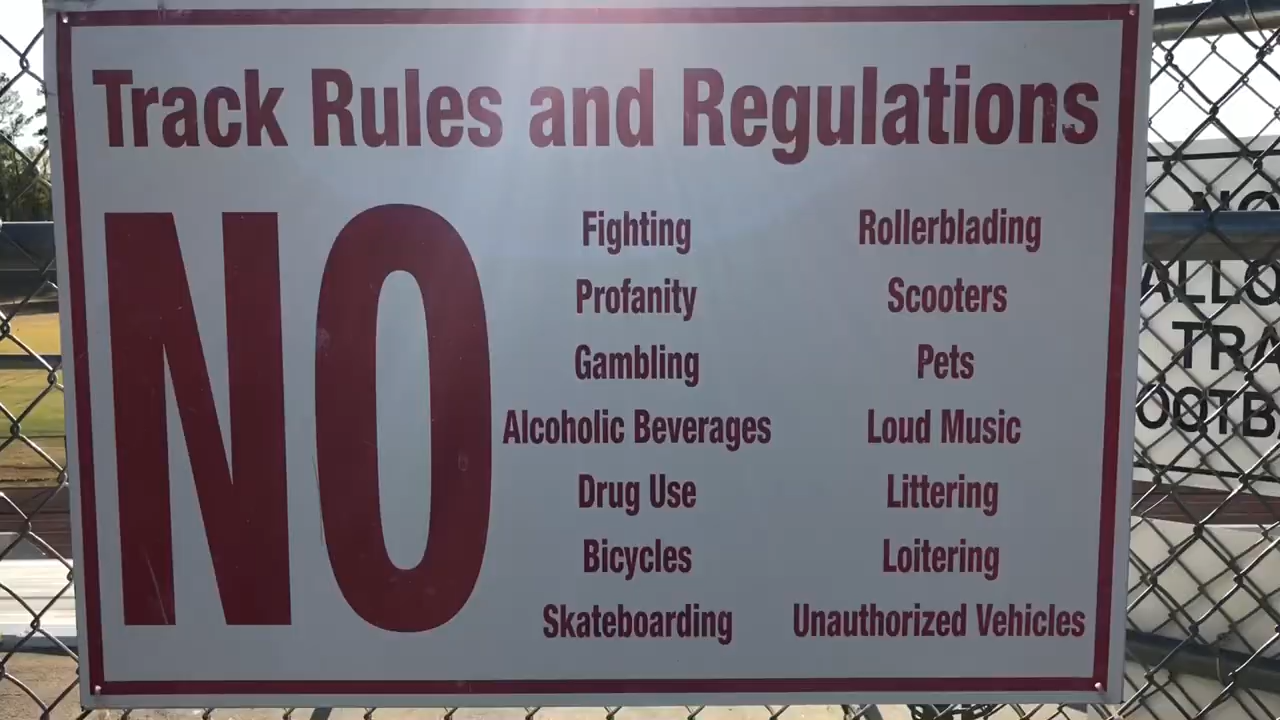 Track Rules and Regulations
NO
Fighting
Profanity
Gambling
Alcoholic Beverages
Drug Use
Bicycles
Skateboarding
Rollerblading
Scooters
Pets
Loud Music
Littering
Loitering
Unauthorized Vehicles